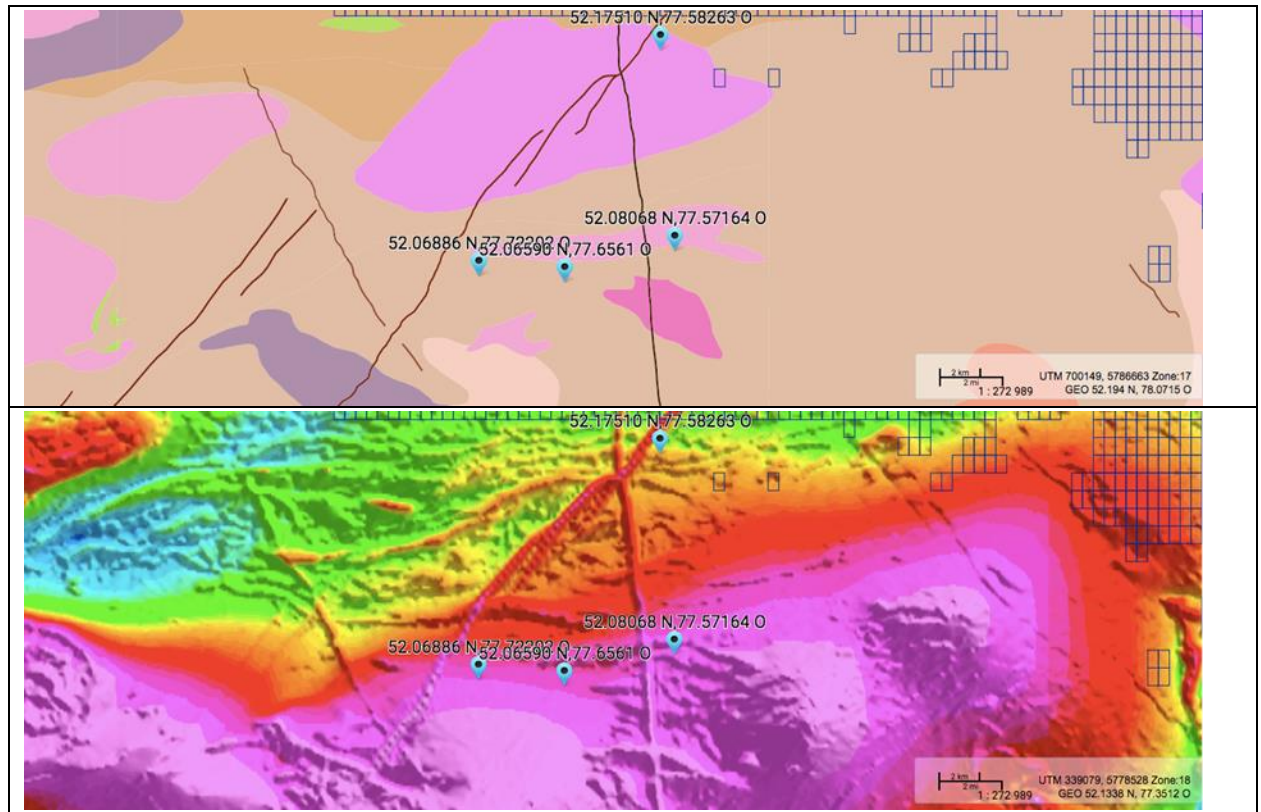 52.17510 N,77.58263 O
52.08068 N,77.57164 O
52.06886 N,77.72202 O
52.06590 N,77.6561 O
2 km
2 mi
1 : 272 989
UTM 700149, 5786663 Zone:17
GEO 52.194 N, 78.0715 O
52.17510 N,77.58263 O
52.08068 N,77.57164 O
52.06886 N
52.06590 N,77.6561 O
2 km
2 mi
1 : 272 989
UTM 339079, 5778528 Zone:18
GEO 52.1338 N, 77.3512 O